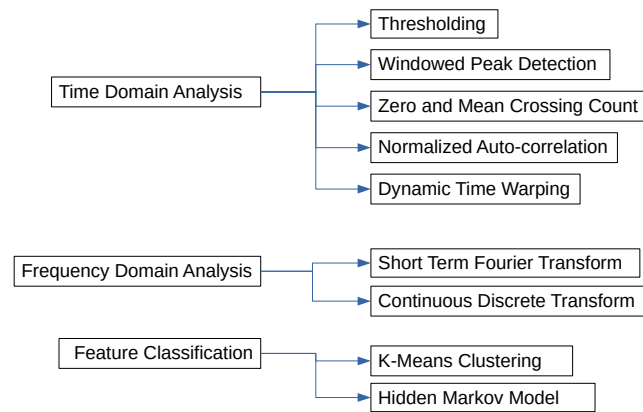 Thresholding
Windowed Peak Detection
Time Domain Analysis
Zero and Mean Crossing Count
Normalized Auto-correlation
Dynamic Time Warping
Frequency Domain Analysis
Short Term Fourier Transform
Continuous Discrete Transform
Feature Classification
K-Means Clustering
Hidden Markov Model